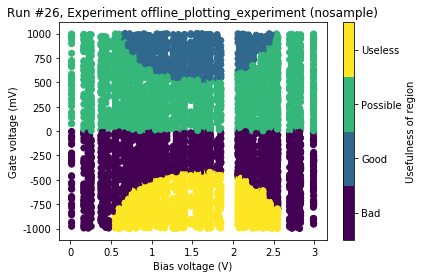 Run #26, Experiment offline_plotting_experiment (nosample)
1000
750
500
250
0
-250
-500
-750
-1000
Gate voltage (mV)
0
0.5
1
1.5
2
2.5
3
Bias voltage (V)
Useless
Possible
Good
Bad
Usefulness of region